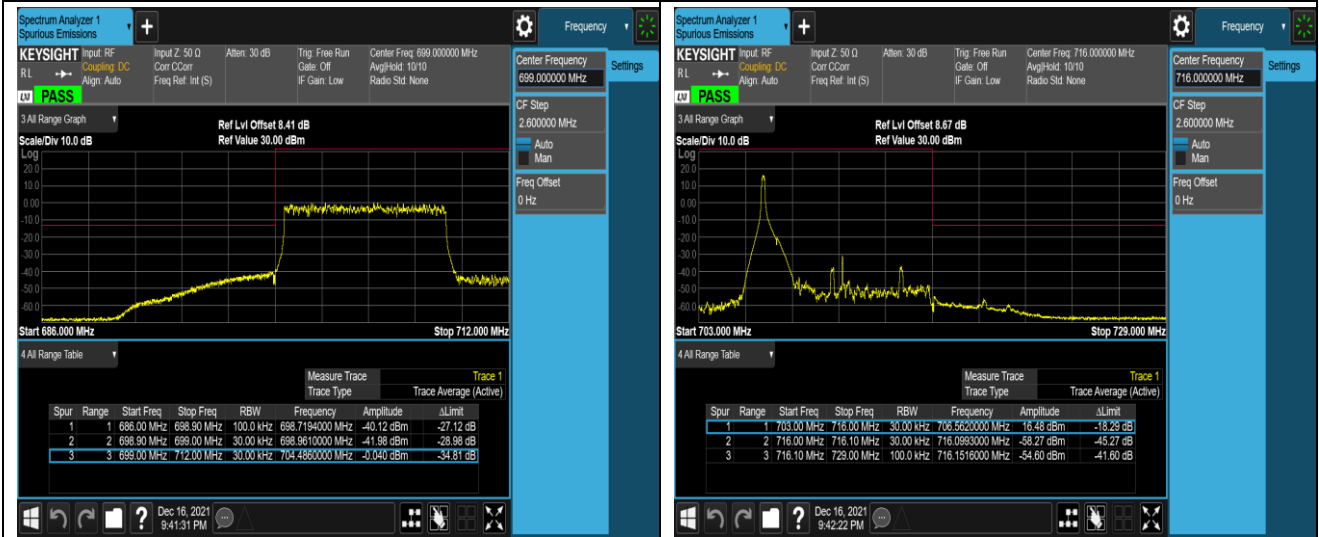 Spectrum Analyzer 1
Spurious Emissions
Frequency
KEYSIGHT Input: RF Input Z: 50 Ω Atten: 30 dB Trig: Free Run Center Freq: 699.000000 MHz
R L Coupling: DC Corr CCorr Gate: Off Avg|Hold: 10/10
Align: Auto Freq Ref: Int (S) IF Gain: Low Radio Std: None
LXI PASS
Center Frequency
699.000000 MHz
Settings
CF Step
2.600000 MHz
Auto
Man
Freq Offset
0 Hz
3 All Range Graph
Ref Lvl Offset 8.41 dB
Scale/Div 10.0 dB Ref Value 30.00 dBm
Log
20.0
10.0
0.00
-10.0
-20.0
-30.0
-40.0
-50.0
-60.0
Start 686.000 MHz Stop 712.000 MHz
4 All Range Table
Measure Trace Trace 1
Trace Type Trace Average (Active)
Spur Range Start Freq Stop Freq RBW Frequency Amplitude ΔLimit
1 1 686.00 MHz 698.90 MHz 100.0 kHz 698.7194000 MHz -40.12 dBm -27.12 dB
2 2 698.90 MHz 699.00 MHz 30.00 kHz 698.9610000 MHz -41.98 dBm -28.98 dB
3 3 699.00 MHz 712.00 MHz 30.00 kHz 704.4860000 MHz -0.040 dBm -34.81 dB
Dec 16, 2021
9:41:31 PM
Spectrum Analyzer 1
Spurious Emissions
Frequency
KEYSIGHT Input: RF Input Z: 50 Ω Atten: 30 dB Trig: Free Run Center Freq: 716.000000 MHz
R L Coupling: DC Corr CCorr Gate: Off Avg|Hold: 10/10
Align: Auto Freq Ref: Int (S) IF Gain: Low Radio Std: None
LXI PASS
Center Frequency
716.000000 MHz
Settings
CF Step
2.600000 MHz
Auto
Man
Freq Offset
0 Hz
3 All Range Graph
Ref Lvl Offset 8.67 dB
Scale/Div 10.0 dB Ref Value 30.00 dBm
Log
20.0
10.0
0.00
-10.0
-20.0
-30.0
-40.0
-50.0
-60.0
Start 703.000 MHz Stop 729.000 MHz
4 All Range Table
Measure Trace Trace 1
Trace Type Trace Average (Active)
Spur Range Start Freq Stop Freq RBW Frequency Amplitude ΔLimit
1 1 703.00 MHz 716.00 MHz 30.00 kHz 706.5620000 MHz 16.48 dBm -18.29 dB
2 2 716.00 MHz 716.10 MHz 30.00 kHz 716.0993000 MHz -58.27 dBm -45.27 dB
3 3 716.10 MHz 729.00 MHz 100.0 kHz 716.1516000 MHz -54.60 dBm -41.60 dB
Dec 16, 2021
9:42:22 PM